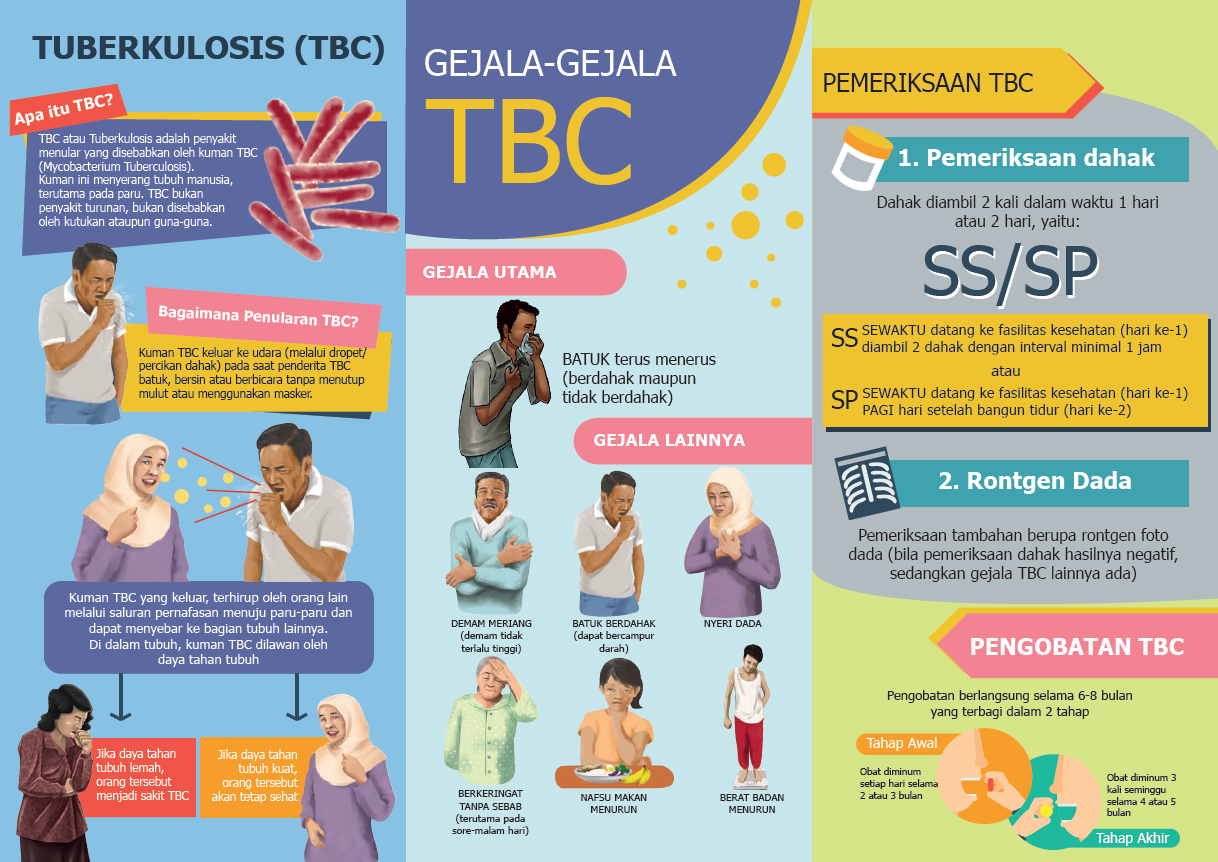 TUBERKULOSIS (TBC)
Apa itu TBC?
TBC atau Tuberkulosis adalah penyakit
menular yang disebabkan oleh kuman TBC
(Mycobacterium Tuberculosis).
Kuman ini menyerang tubuh manusia,
terutama pada paru. TBC bukan
penyakit turunan, bukan disebabkan
oleh kutukan ataupun guna-guna.
Bagaimana Penularan TBC?
Kuman TBC keluar ke udara (melalui dropet/
percikan dahak) pada saat penderita TBC
batuk, bersin atau berbicara tanpa menutup
mulut atau menggunakan masker.
Kuman TBC yang keluar, terhirup oleh orang lain
melalui saluran pernafasan menuju paru-paru dan
dapat menyebar ke bagian tubuh lainnya.
Di dalam tubuh, kuman TBC dilawan oleh
daya tahan tubuh
Jika daya tahan
tubuh lemah,
orang tersebut
menjadi sakit TBC
Jika daya tahan
tubuh kuat,
orang tersebut
akan tetap sehat
GEJALA-GEJALA
TBC
GEJALA UTAMA
BATUK terus menerus
(berdahak maupun
tidak berdahak)
GEJALA LAINNYA
DEMAM MERIANG
(demam tidak
terlalu tinggi)
BATUK BERDAHAK
(dapat bercampur
darah)
NYERI DADA
BERKERINGAT
TANPA SEBAB
(terutama pada
sore-malam hari)
NAFSU MAKAN
MENURUN
BERAT BADAN
MENURUN
PEMERIKSAAN TBC
1. Pemeriksaan dahak
Dahak diambil 2 kali dalam waktu 1 hari
atau 2 hari, yaitu:
SS/SP
SS SEWAKTU datang ke fasilitas kesehatan (hari ke-1)
diambil 2 dahak dengan interval minimal 1 jam
atau
SP SEWAKTU datang ke fasilitas kesehatan (hari ke-1)
PAGI hari setelah bangun tidur (hari ke-2)
2. Rontgen Dada
Pemeriksaan tambahan berupa rontgen foto
dada (bila pemeriksaan dahak hasilnya negatif,
sedangkan gejala TBC lainnya ada)
PENGOBATAN TBC
Pengobatan berlangsung selama 6-8 bulan
yang terbagi dalam 2 tahap
Tahap Awal
Obat diminum
setiap hari selama
2 atau 3 bulan
Obat diminum 3
kali seminggu
selama 4 atau 5
bulan
Tahap Akhir